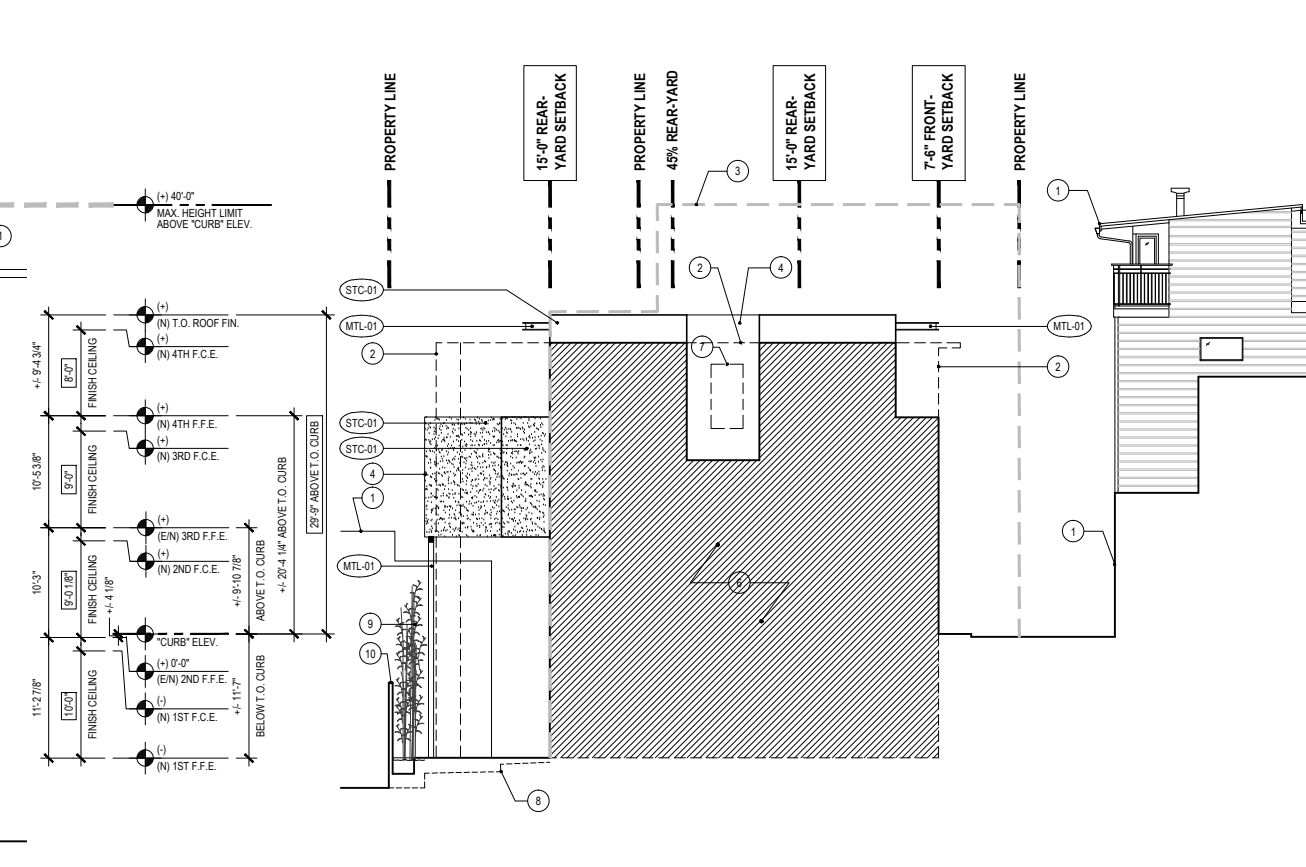 PROPERTY LINE
15'-0" REAR-
YARD SETBACK
PROPERTY LINE
45% REAR-YARD
15'-0" REAR-
YARD SETBACK
7'-6" FRONT-
YARD SETBACK
PROPERTY LINE
(+) 40'-0"
MAX. HEIGHT LIMIT
ABOVE "CURB" ELEV.
3
1
1
2
4
STC-01
MTL-01
2
7
MTL-01
2
(+)
(N) T.O. ROOF FIN.
(+)
(N) 4TH F.C.E.
+/- 9'-4 3/4"
8'-0"
FINISH CEILING
(+)
(N) 4TH F.F.E.
(+)
(N) 3RD F.C.E.
10'-5 3/8"
9'-0"
FINISH CEILING
(+)
(E/N) 3RD F.F.E.
(+)
(N) 2ND F.C.E.
10'-3"
9'-0 1/8"
FINISH CEILING
+/- 4 1/8"
+/- 9'-10 7/8"
ABOVE T.O. CURB
+/- 20'-4 1/4" ABOVE T.O. CURB
29'-9" ABOVE T.O. CURB
"CURB" ELEV.
(+) 0'-0"
(E/N) 2ND F.F.E.
(-)
(N) 1ST F.C.E.
11'-2 7/8"
10'-0"
FINISH CEILING
+/- 11'-7"
BELOW T.O. CURB
(-)
(N) 1ST F.F.E.
STC-01
STC-01
4
1
MTL-01
9
10
6
1
8